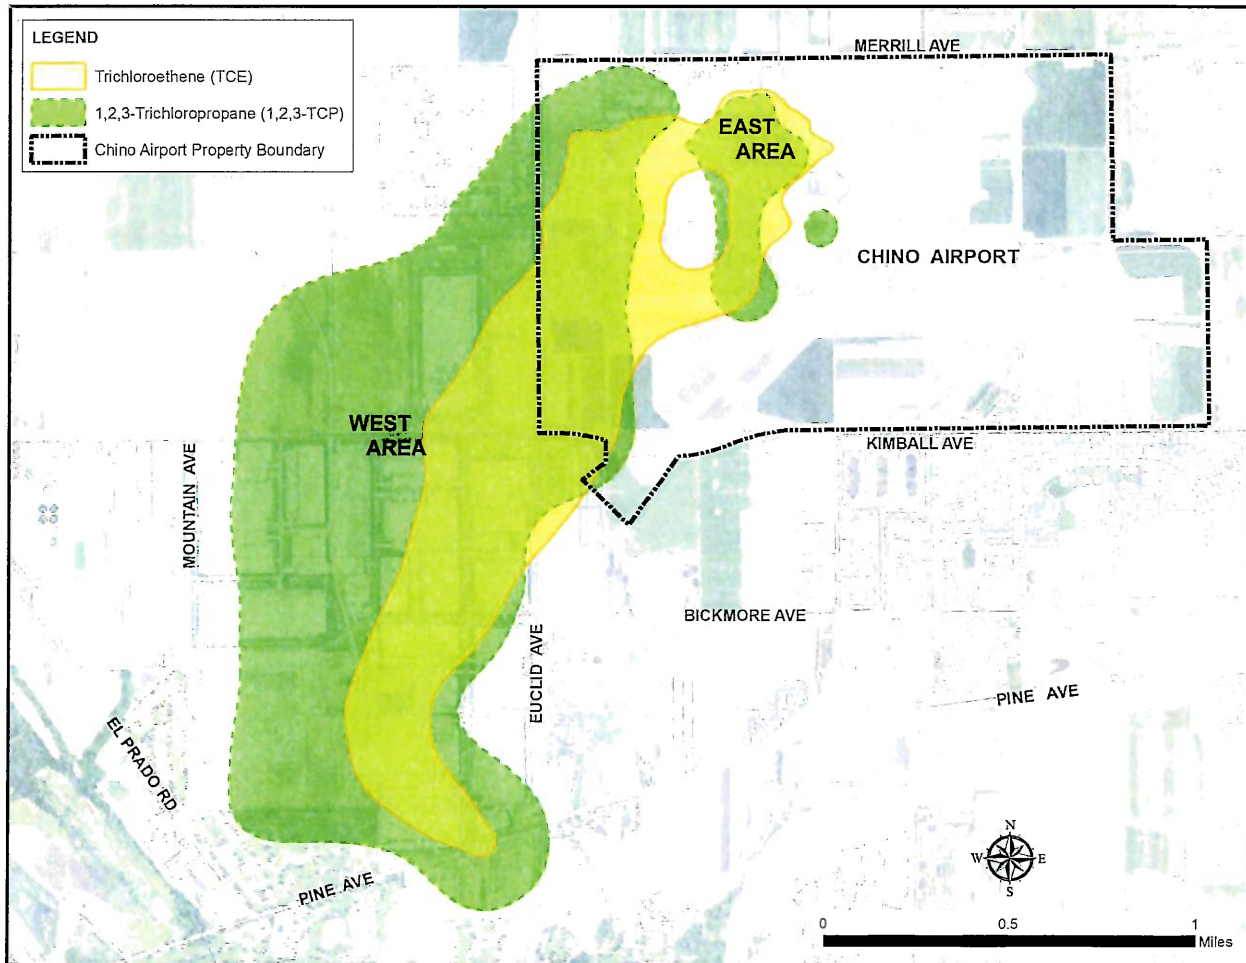 LEGEND
Trichloroethene (TCE)
1,2,3-Trichloropropane (1,2,3-TCP)
Chino Airport Property Boundary
MERRILL AVE
EAST
AREA
CHINO AIRPORT
WEST
AREA
KIMBALL AVE
MOUNTAIN AVE
BICKMORE AVE
EUCLID AVE
PINE AVE
EL PRADO RD
PINE AVE
N
W
E
S
0
0.5
1
Miles